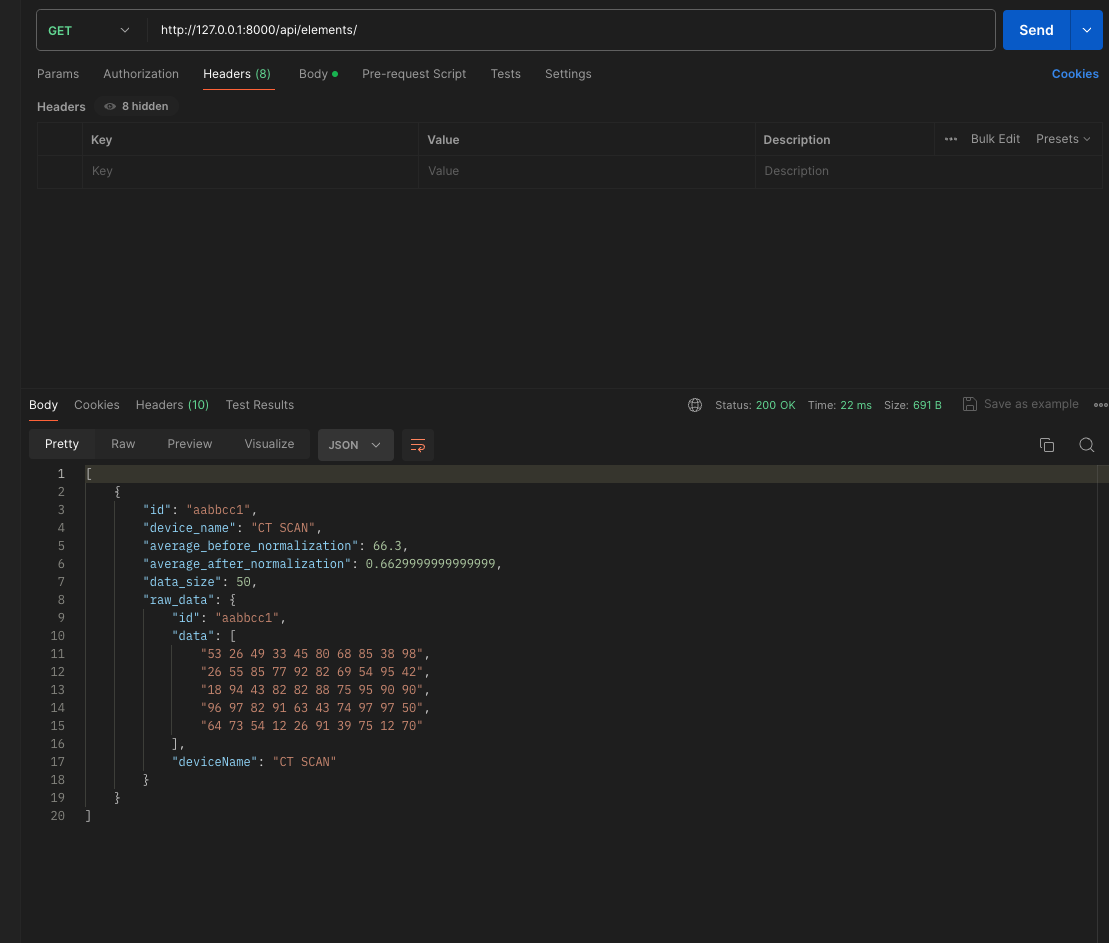 GET http://127.0.0.1:8000/api/elements/ Send
Params Authorization Headers (8) Body Pre-request Script Tests Settings Cookies
Headers 8 hidden
Key Value Description ••• Bulk Edit Presets
Key Value Description
Body Cookies Headers (10) Test Results Status: 200 OK Time: 22 ms Size: 691 B Save as example •••
Pretty Raw Preview Visualize JSON
1 [
2 {
3 "id": "aabbcc1",
4 "device_name": "CT SCAN",
5 "average_before_normalization": 66.3,
6 "average_after_normalization": 0.6629999999999999,
7 "data_size": 50,
8 "raw_data": {
9 "id": "aabbcc1",
10 "data": [
11 "53 26 49 33 45 80 68 85 38 98",
12 "26 55 85 77 92 82 69 54 95 42",
13 "18 94 43 82 82 88 75 95 90 90",
14 "96 97 82 91 63 43 74 97 97 50",
15 "64 73 54 12 26 91 39 75 12 70"
16 ],
17 "deviceName": "CT SCAN"
18 }
19 }
20 ]